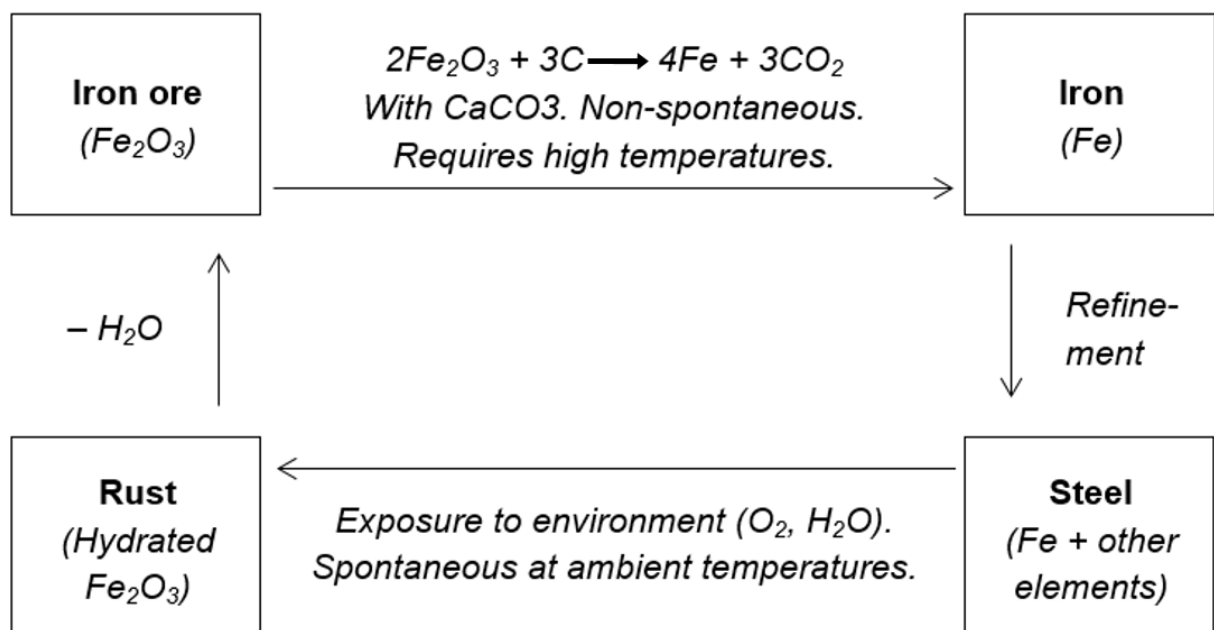 Iron ore
(Fe₂O₃)
2Fe₂O₃ + 3C → 4Fe + 3CO₂
With CaCO3. Non-spontaneous.
Requires high temperatures.
Iron
(Fe)
– H₂O
Refine-
ment
Rust
(Hydrated
Fe₂O₃)
Exposure to environment (O₂, H₂O).
Spontaneous at ambient temperatures.
Steel
(Fe + other
elements)